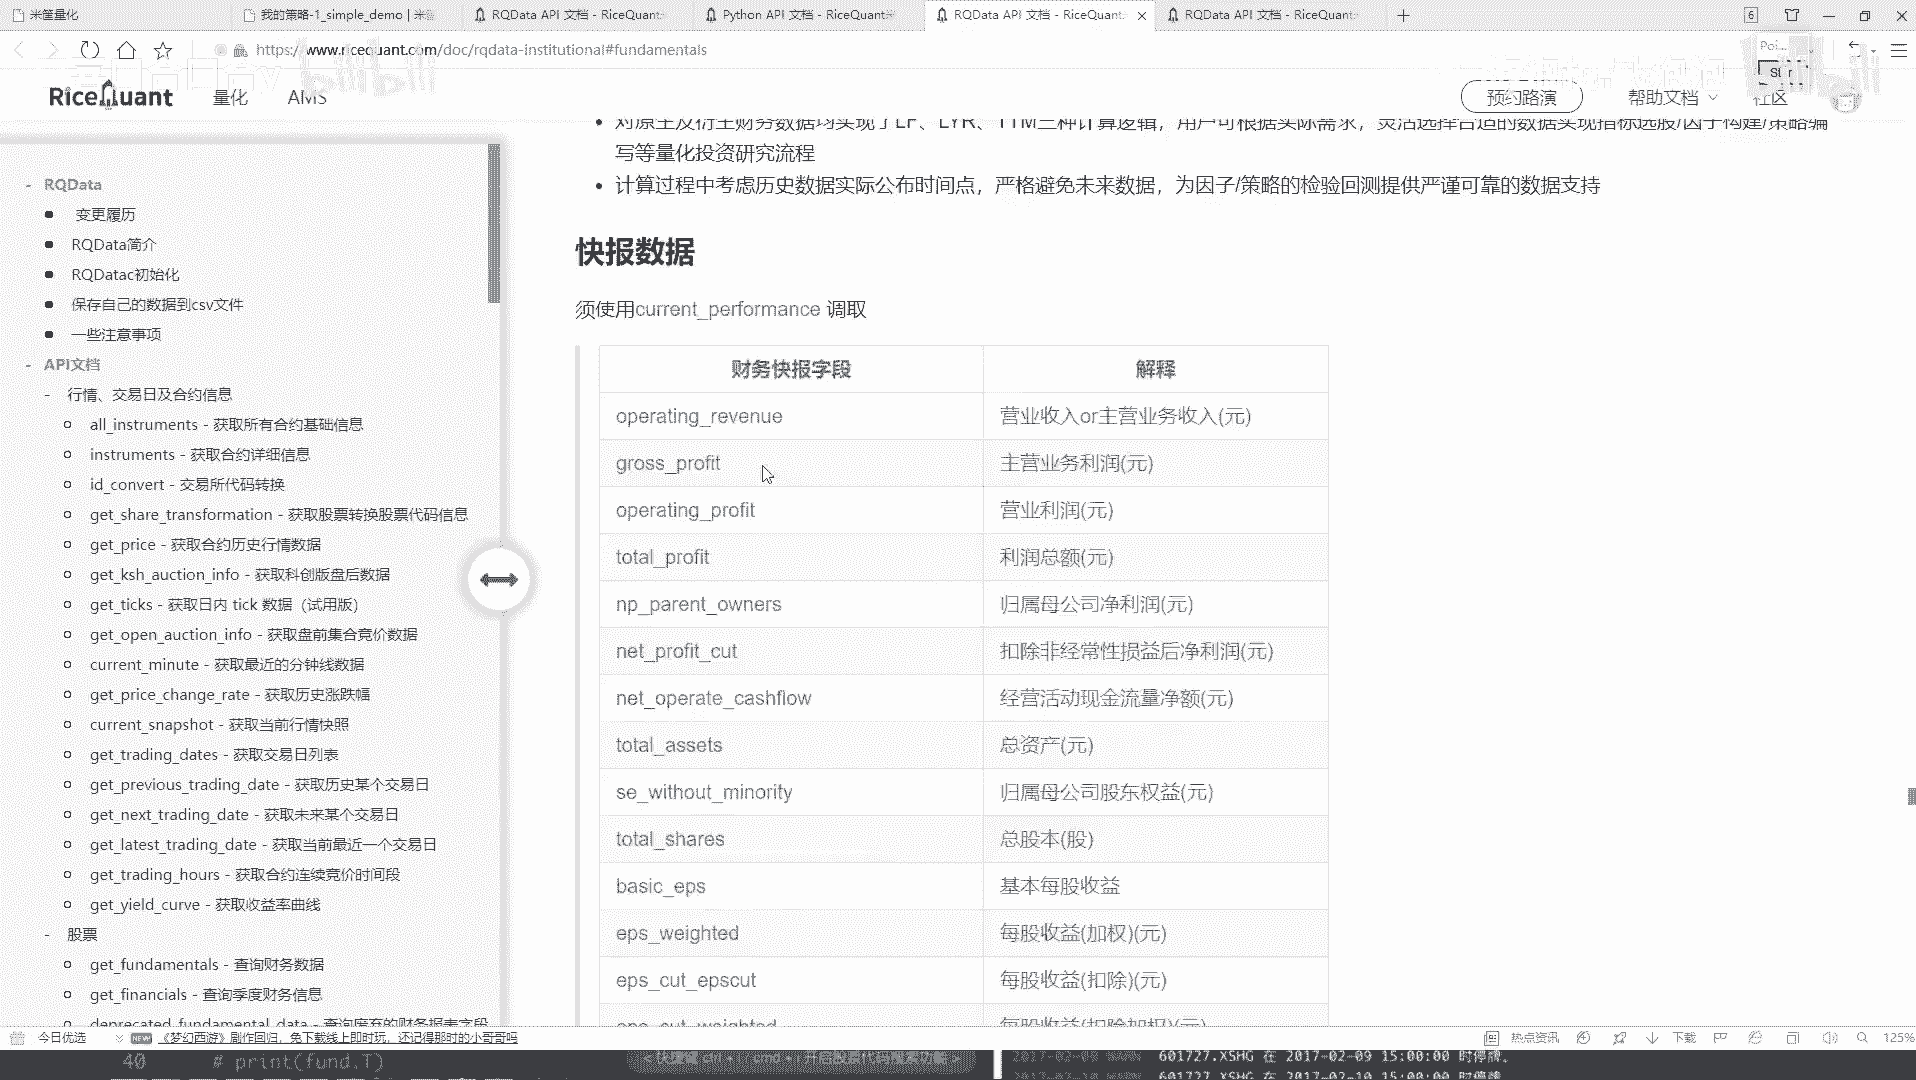 米筐量化
我的策略-1_simple_demo | 米筐
RQData API 文档 - RiceQuant
Python API 文档 - RiceQuant米
RQData API 文档 - RiceQuant
RQData API 文档 - RiceQuant
6
https://www.ricequant.com/doc/rqdata-institutional#fundamentals
RiceQuant
量化
AMS
预约路演
帮助文档
社区
对原生及衍生财务数据均实现了LF、LYR、TTM三种计算逻辑，用户可根据实际需求，灵活选择合适的数据实现指标选股/因子构建/策略编
写等量化投资研究流程
计算过程中考虑历史数据实际公布时间点，严格避免未来数据，为因子/策略的检验回测提供严谨可靠的数据支持
- RQData
变更履历
RQData简介
RQDatac初始化
保存自己的数据到csv文件
一些注意事项
- API文档
- 行情、交易日及合约信息
all_instruments - 获取所有合约基础信息
instruments - 获取合约详细信息
id_convert - 交易所代码转换
get_share_transformation - 获取股票转换股票代码信息
get_price - 获取合约历史行情数据
get_ksh_auction_info - 获取科创版盘后数据
get_ticks - 获取日内 tick 数据（试用版）
get_open_auction_info - 获取盘前集合竞价数据
current_minute - 获取最近的分钟线数据
get_price_change_rate - 获取历史涨跌幅
current_snapshot - 获取当前行情快照
get_trading_dates - 获取交易日列表
get_previous_trading_date - 获取历史某个交易日
get_next_trading_date - 获取未来某个交易日
get_latest_trading_date - 获取当前最近一个交易日
get_trading_hours - 获取合约连续竞价时间段
get_yield_curve - 获取收益率曲线
- 股票
get_fundamentals - 查询财务数据
get_financials - 查询季度财务信息
deprecated_fundamental_data - 查询废弃的财务报表字段
快报数据
须使用current_performance 调取
财务快报字段 解释
operating_revenue 营业收入or主营业务收入(元)
gross_profit 主营业务利润(元)
operating_profit 营业利润(元)
total_profit 利润总额(元)
np_parent_owners 归属母公司净利润(元)
net_profit_cut 扣除非经常性损益后净利润(元)
net_operate_cashflow 经营活动现金流量净额(元)
total_assets 总资产(元)
se_without_minority 归属母公司股东权益(元)
total_shares 总股本(股)
basic_eps 基本每股收益
eps_weighted 每股收益(加权)(元)
eps_cut_epscut 每股收益(扣除)(元)
eps_cut_weighted 每股收益(扣除加权)(元)
今日优选
NEW 《梦幻西游》剧作回归，免下载线上即时玩，还记得那时的小哥哥吗
热点资讯
下载
125%
40 # print(fund.T)
601727.XSHG 在 2017-02-09 15:00:00 时停牌。
601727.XSHG 在 2017-02-10 15:00:00 时停牌。